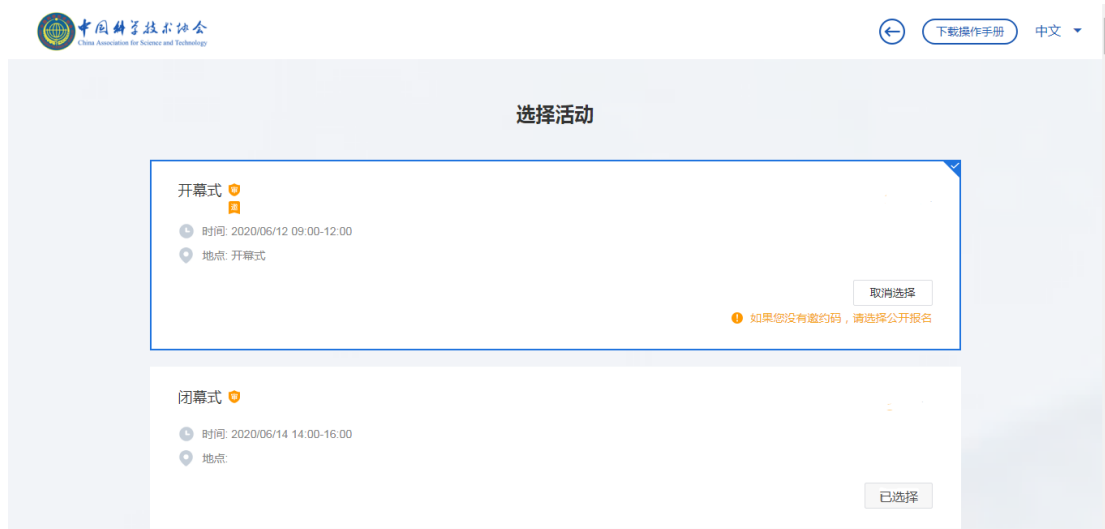 中国科学技术协会
China Association for Science and Technology
下载操作手册
中文
选择活动
开幕式 审
邀
时间: 2020/06/12 09:00-12:00
地点: 开幕式
取消选择
如果您没有邀约码，请选择公开报名
闭幕式 审
时间: 2020/06/14 14:00-16:00
地点:
已选择